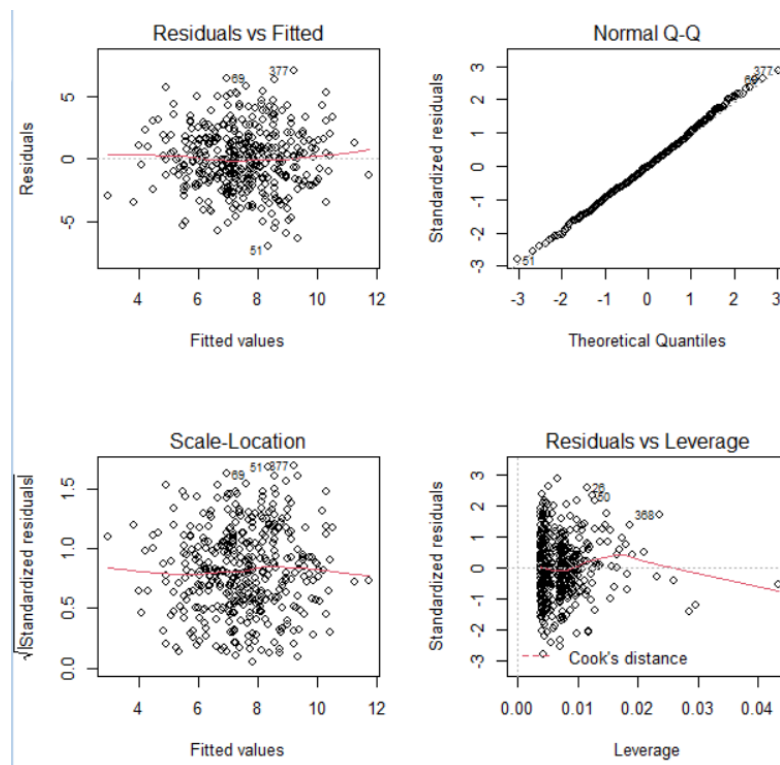 Residuals vs Fitted
Residuals
5
0
-5
69
377
51
4 6 8 10 12
Fitted values
Normal Q-Q
Standardized residuals
3
2
1
0
-1
-2
-3
377
51
-3 -2 -1 0 1 2 3
Theoretical Quantiles
Scale-Location
√|Standardized residuals|
1.5
1.0
0.5
0.0
69
51
377
4 6 8 10 12
Fitted values
Residuals vs Leverage
Standardized residuals
3
2
1
0
-1
-2
-3
26
368
Cook's distance
0.00 0.01 0.02 0.03 0.04
Leverage